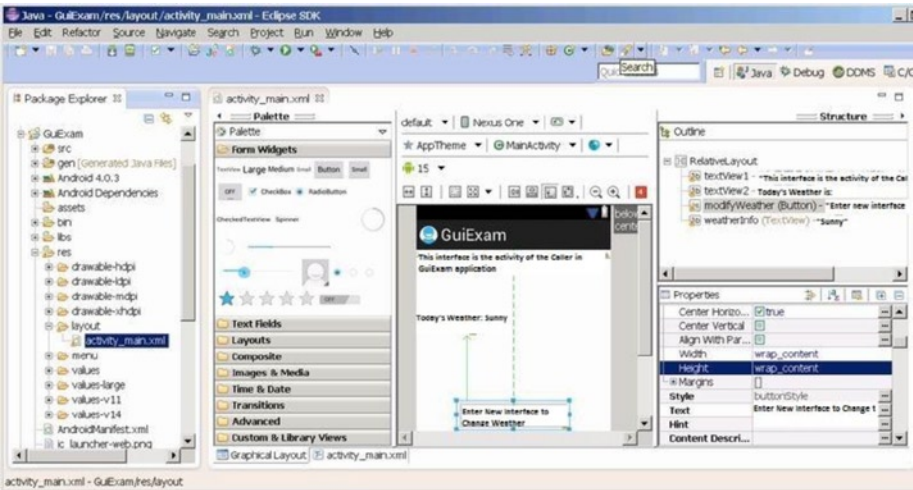 Java - GuiExam/res/layout/activity_main.xml - Eclipse SDK
File Edit Refactor Source Navigate Search Project Run Window Help
Search
Java Debug DDMS C/C
Package Explorer
GuiExam
src
gen [Generated Java Files]
Android 4.0.3
Android Dependencies
assets
bin
libs
res
drawable-hdpi
drawable-ldpi
drawable-mdpi
drawable-xhdpi
layout
activity_main.xml
menu
values
values-large
values-v11
values-v14
AndroidManifest.xml
ic_launcher-web.png
activity_main.xml
Palette
Palette
Form Widgets
TextView Large Medium Small Button Small
OFF CheckBox RadioButton
CheckedTextView Spinner
OFF
Text Fields
Layouts
Composite
Images & Media
Time & Date
Transitions
Advanced
Custom & Library Views
Graphical Layout activity_main.xml
default Nexus One
AppTheme MainActivity
15
GuiExam
This interface is the activity of the Caller in
GuiExam application
Today's Weather: Sunny
Enter New Interface to
Change Weather
below
cent
Structure
Outline
RelativeLayout
textView1 - "This interface is the activity of the Cal
textView2 - Today's Weather is:
modifyWeather (Button) - "Enter new interface
weatherInfo (TextView) - "Sunny"
Properties
Center Horizo... true
Center Vertical
Align With Par...
Width wrap_content
Height wrap_content
Margins []
Style buttonStyle
Text Enter New Interface to Change t
Hint
Content Descri...
activity_main.xml - GuiExam/res/layout